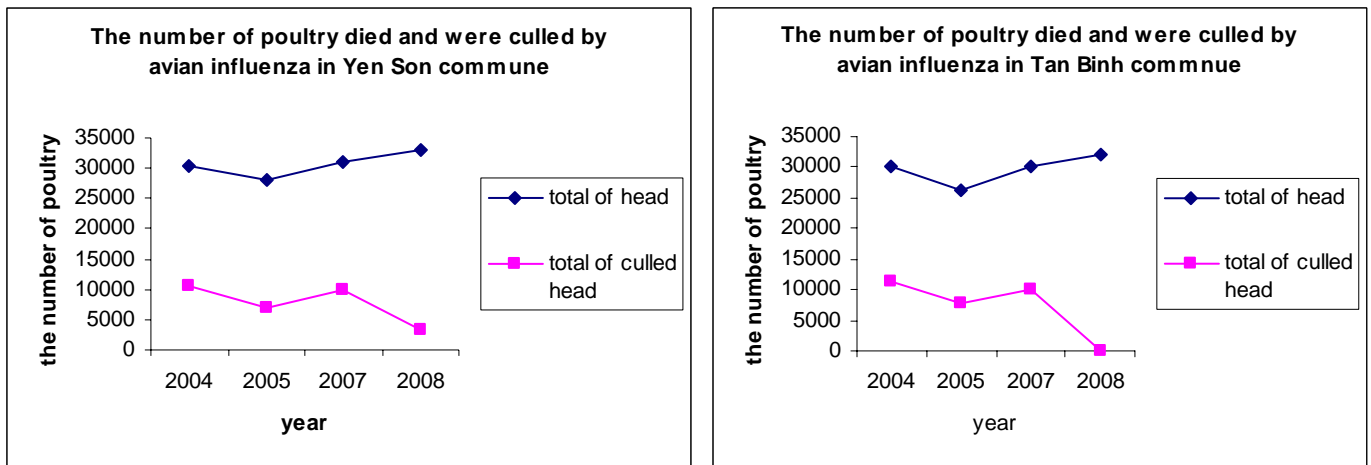 The number of poultry died and were culled by
avian influenza in Yen Son commune
the number of poultry
35000
30000
25000
20000
15000
10000
5000
0
2004 2005 2007 2008
year
total of head
total of culled
head
The number of poultry died and were culled by
avian influenza in Tan Binh commnue
the number of poultry
35000
30000
25000
20000
15000
10000
5000
0
2004 2005 2007 2008
year
total of head
total of culled
head